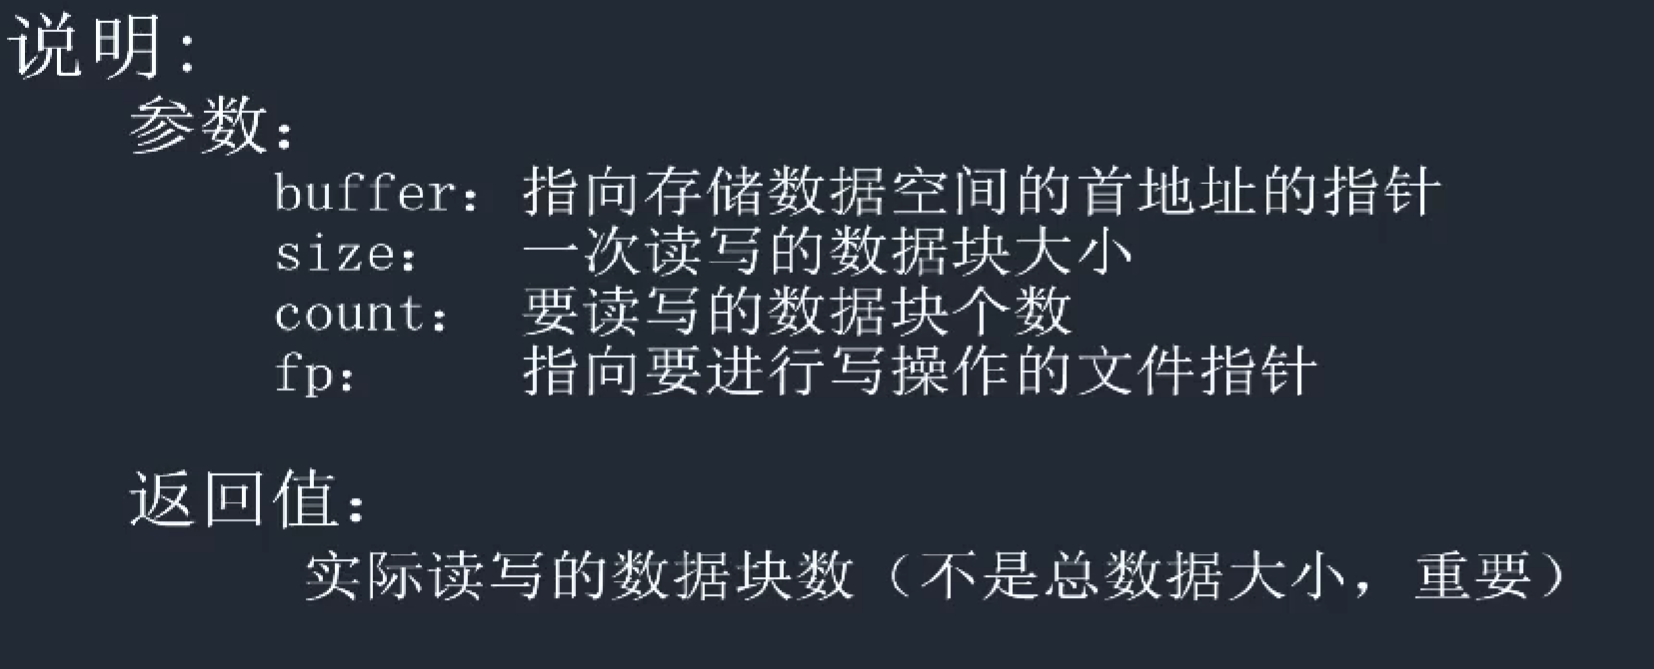 说明:
参数：
buffer：指向存储数据空间的首地址的指针
size：一次读写的数据块大小
count：要读写的数据块个数
fp：指向要进行写操作的文件指针
返回值：
实际读写的数据块数（不是总数据大小，重要）